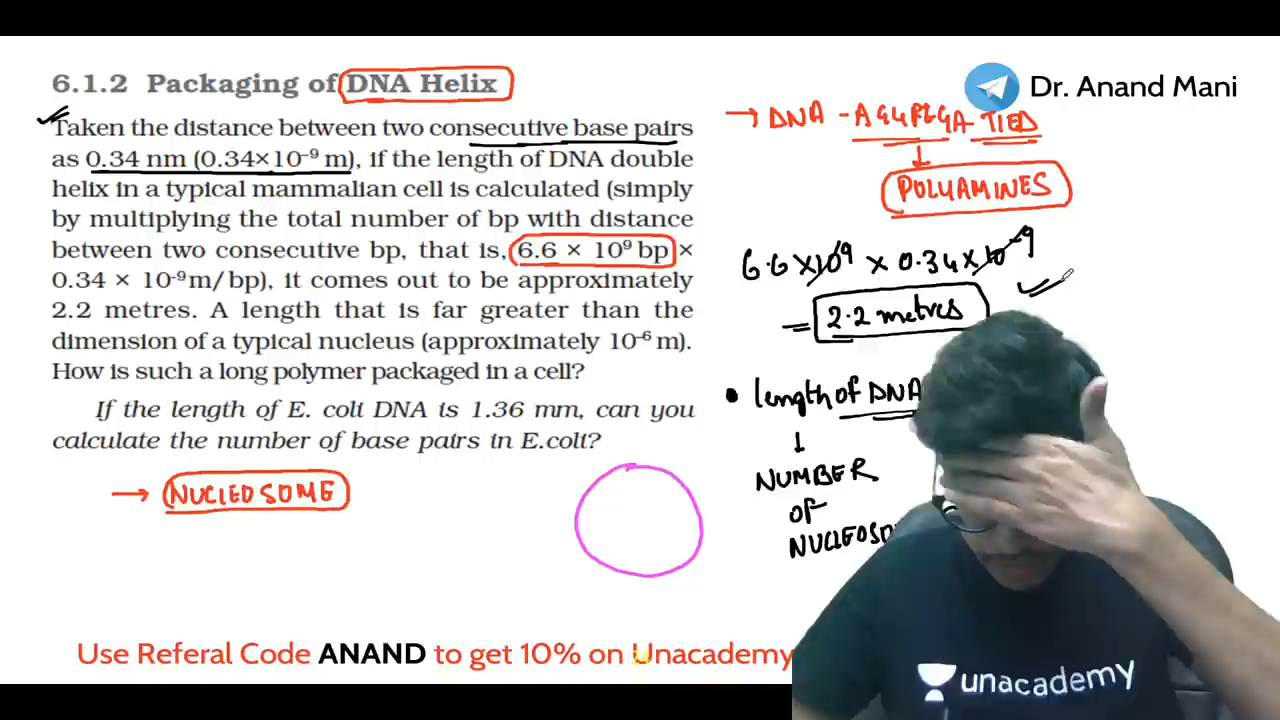 6.1.2 Packaging of DNA Helix
Taken the distance between two consecutive base pairs
as 0.34 nm (0.34×10⁻⁹ m), if the length of DNA double
helix in a typical mammalian cell is calculated (simply
by multiplying the total number of bp with distance
between two consecutive bp, that is, 6.6 × 10⁹ bp ×
0.34 × 10⁻⁹m/bp), it comes out to be approximately
2.2 metres. A length that is far greater than the
dimension of a typical nucleus (approximately 10⁻⁶ m).
How is such a long polymer packaged in a cell?
If the length of E. coli DNA is 1.36 mm, can you
calculate the number of base pairs in E.coli?
→ NUCLEOSOME
Dr. Anand Mani
→ DNA - TIED
POLYAMINES
6.6 × 10⁹ × 0.34 × 10⁻⁹
= 2.2 metres
• length of DNA
NUMBER
of
Use Referal Code ANAND to get 10% on Unacademy
unacademy